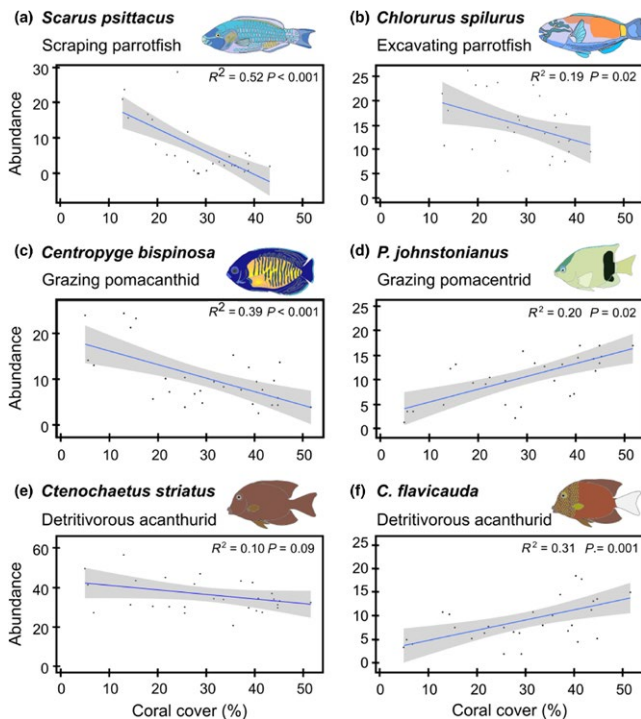 (a) Scarus psittacus
Scraping parrotfish
R² = 0.52 P < 0.001
Abundance
30
20
10
0
0 10 20 30 40 50
(b) Chlorurus spilurus
Excavating parrotfish
R² = 0.19 P = 0.02
25
20
15
10
5
0
0 10 20 30 40 50
(c) Centropyge bispinosa
Grazing pomacanthid
R² = 0.39 P < 0.001
Abundance
20
10
0
0 10 20 30 40 50
(d) P. johnstonianus
Grazing pomacentrid
R² = 0.20 P = 0.02
25
20
15
10
5
0
0 10 20 30 40 50
(e) Ctenochaetus striatus
Detritivorous acanthurid
R² = 0.10 P = 0.09
Abundance
60
40
20
0
0 10 20 30 40 50
Coral cover (%)
(f) C. flavicauda
Detritivorous acanthurid
R² = 0.31 P.= 0.001
25
20
15
10
5
0
0 10 20 30 40 50
Coral cover (%)